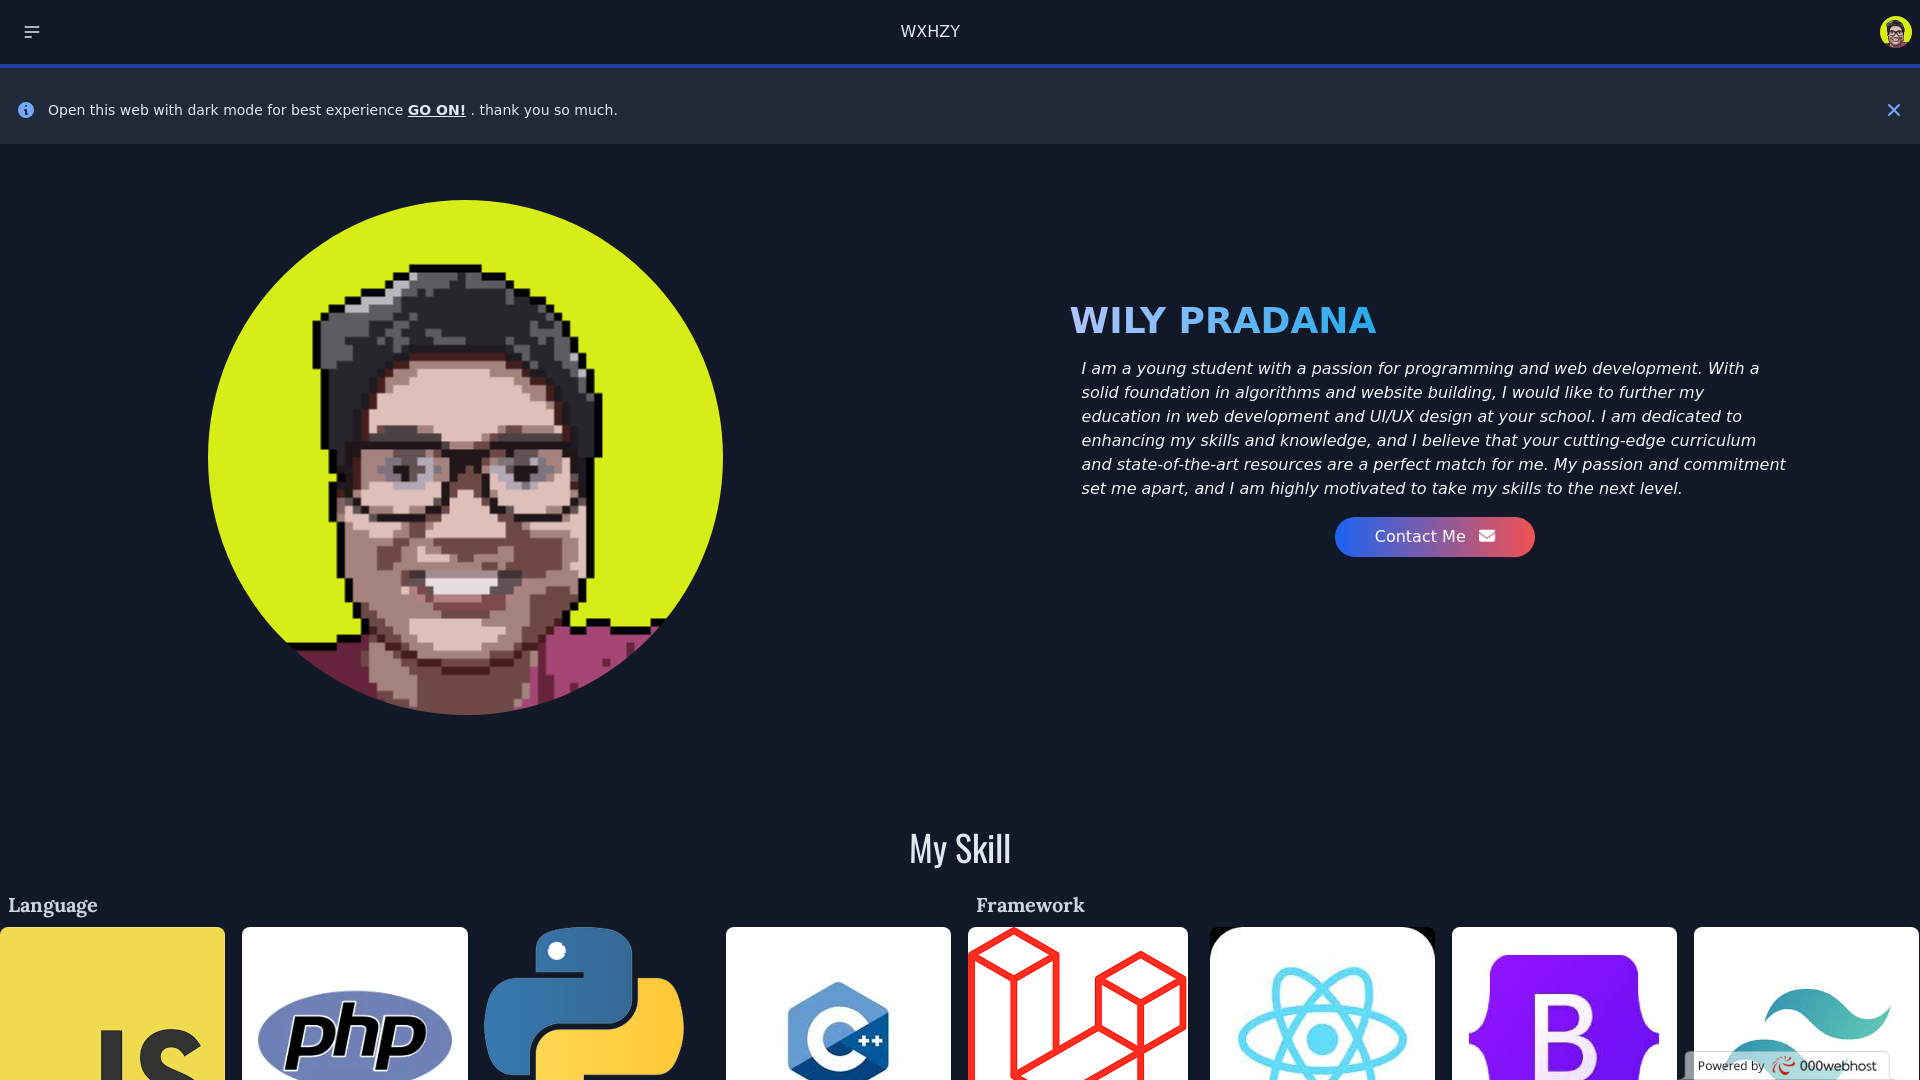 WXHZY
Open this web with dark mode for best experience GO ON! . thank you so much.
WILY PRADANA
I am a young student with a passion for programming and web development. With a
solid foundation in algorithms and website building, I would like to further my
education in web development and UI/UX design at your school. I am dedicated to
enhancing my skills and knowledge, and I believe that your cutting-edge curriculum
and state-of-the-art resources are a perfect match for me. My passion and commitment
set me apart, and I am highly motivated to take my skills to the next level.
Contact Me
My Skill
Language
Framework
JS
php
C++
B
Powered by 000webhost